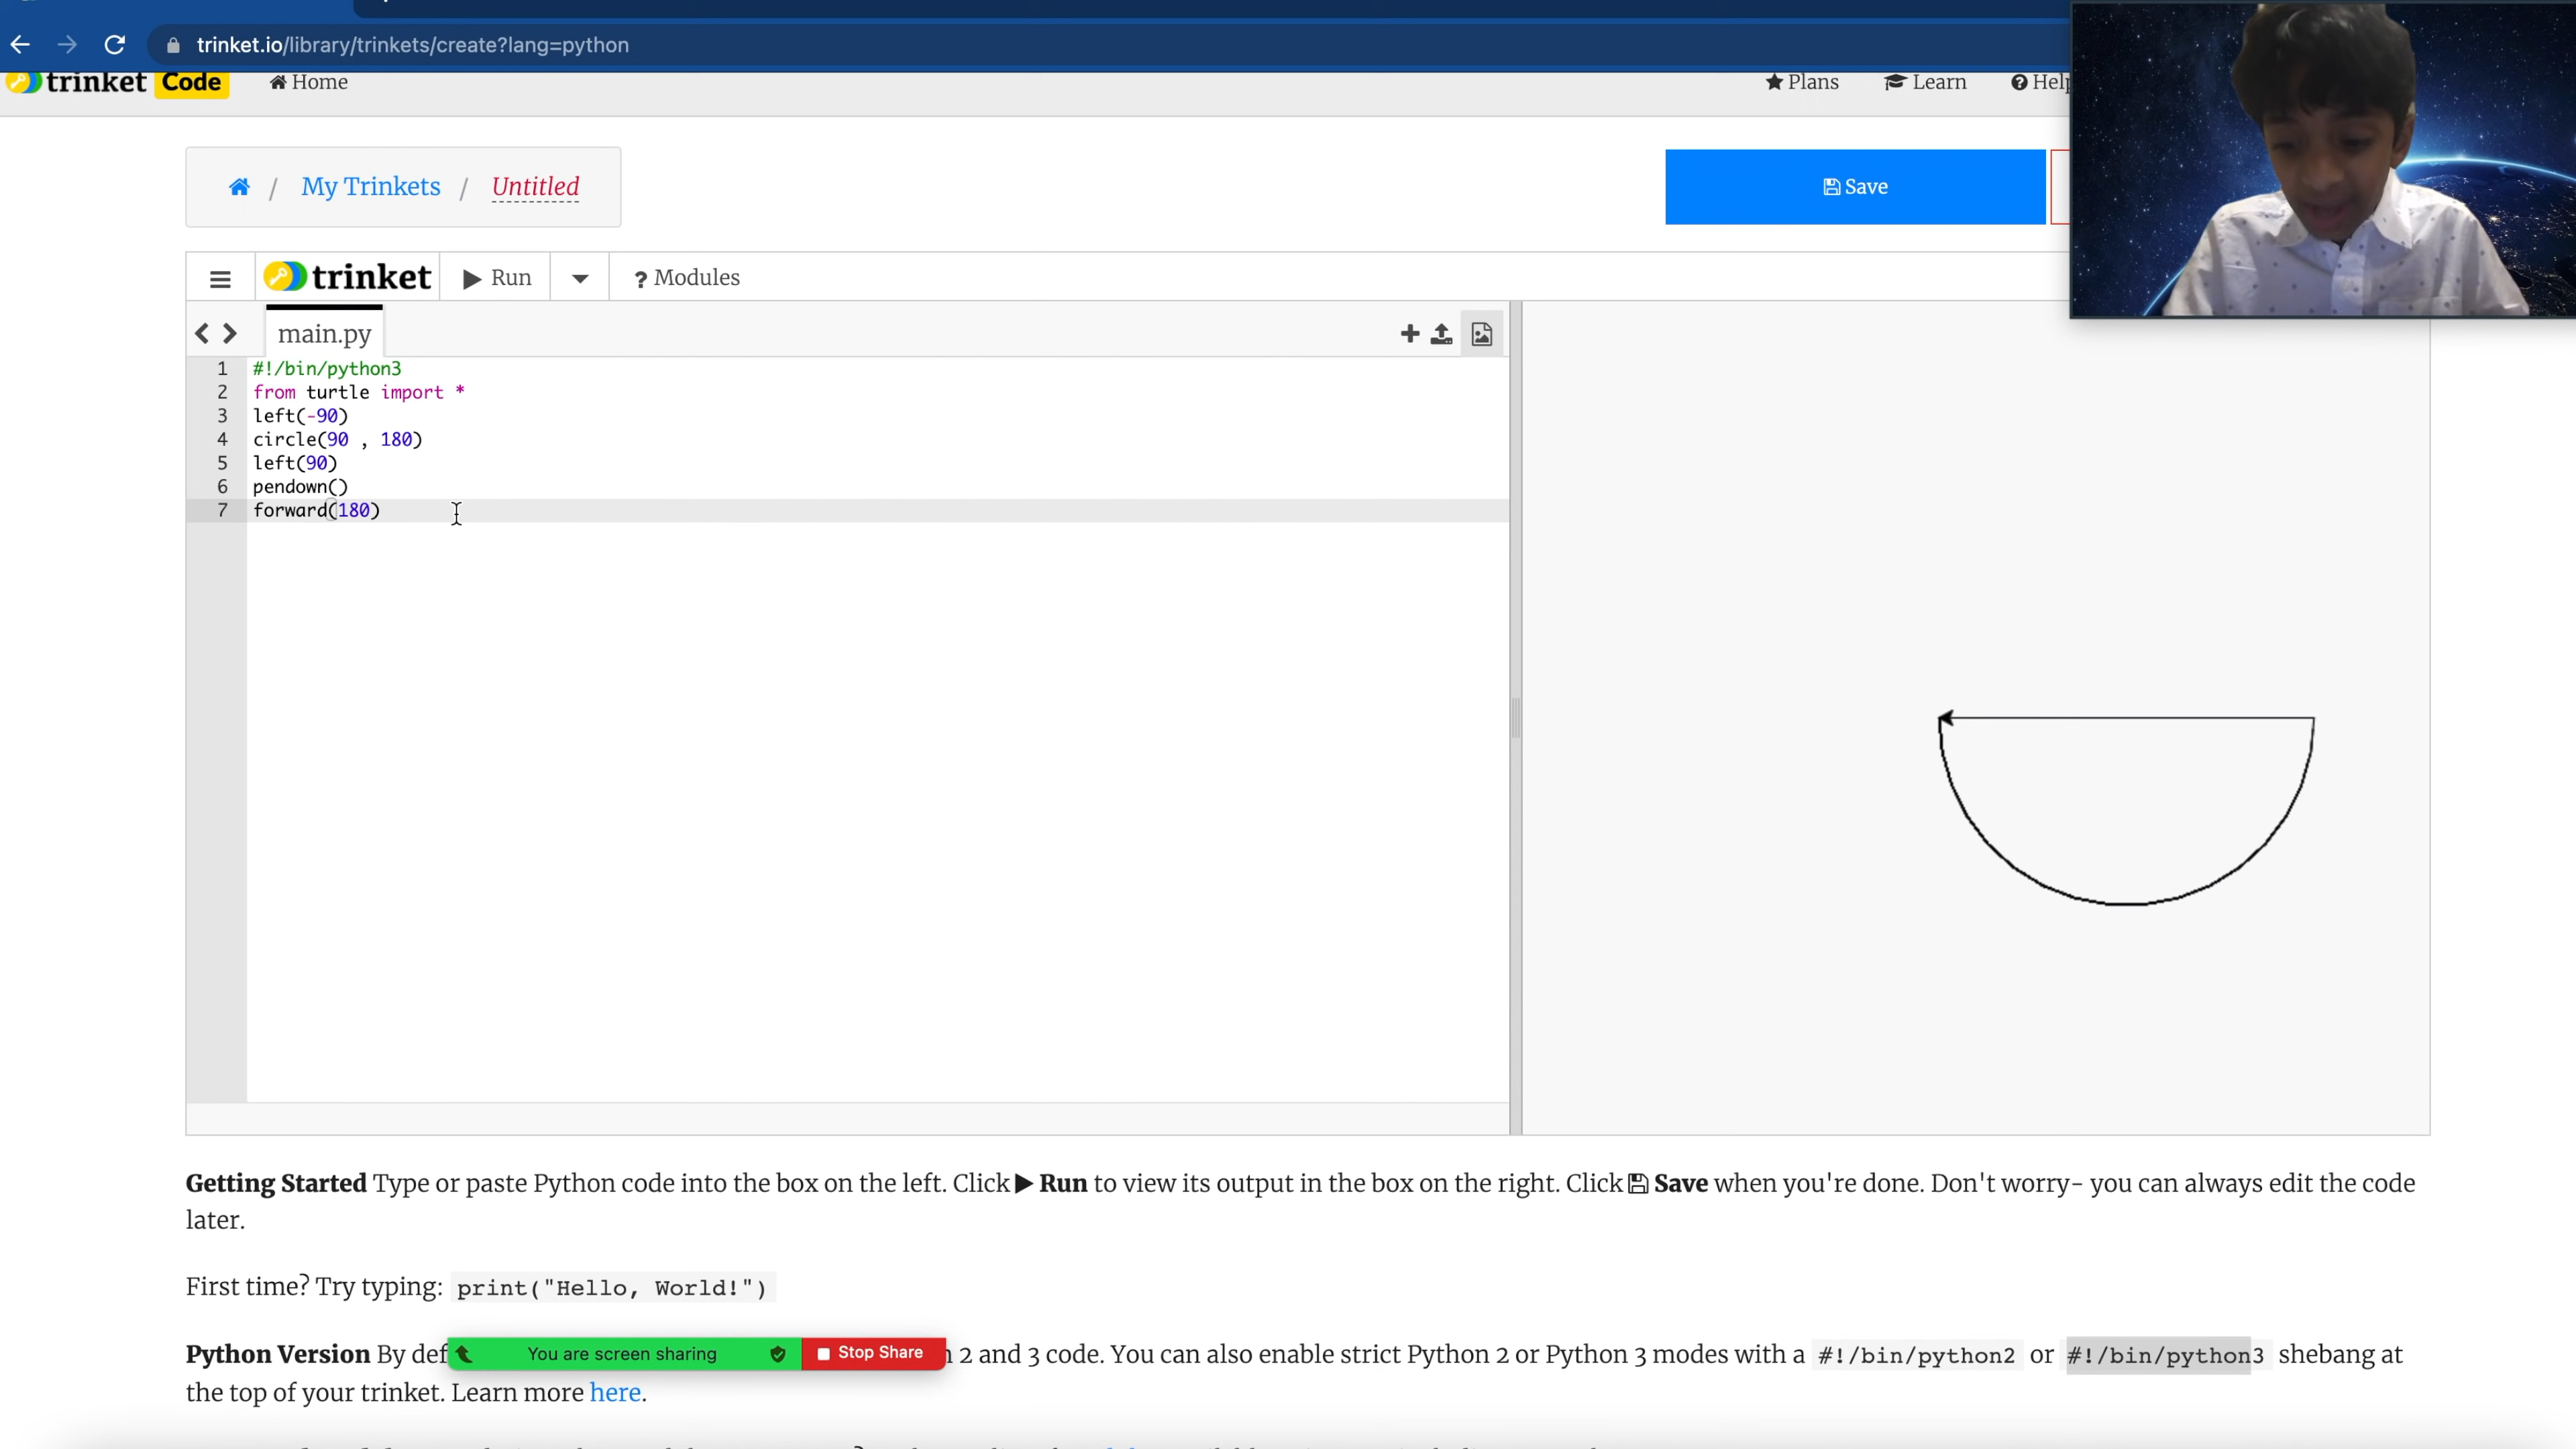 trinket.io/library/trinkets/create?lang=python
trinket Code Home Plans Learn Help
/ My Trinkets / Untitled Save
trinket Run ? Modules
main.py
1 #!/bin/python3
2 from turtle import *
3 left(-90)
4 circle(90 , 180)
5 left(90)
6 pendown()
7 forward(180)
Getting Started Type or paste Python code into the box on the left. Click Run to view its output in the box on the right. Click Save when you're done. Don't worry- you can always edit the code
later.
First time? Try typing: print("Hello, World!")
Python Version By def You are screen sharing Stop Share 2 and 3 code. You can also enable strict Python 2 or Python 3 modes with a #!/bin/python2 or #!/bin/python3 shebang at
the top of your trinket. Learn more here.